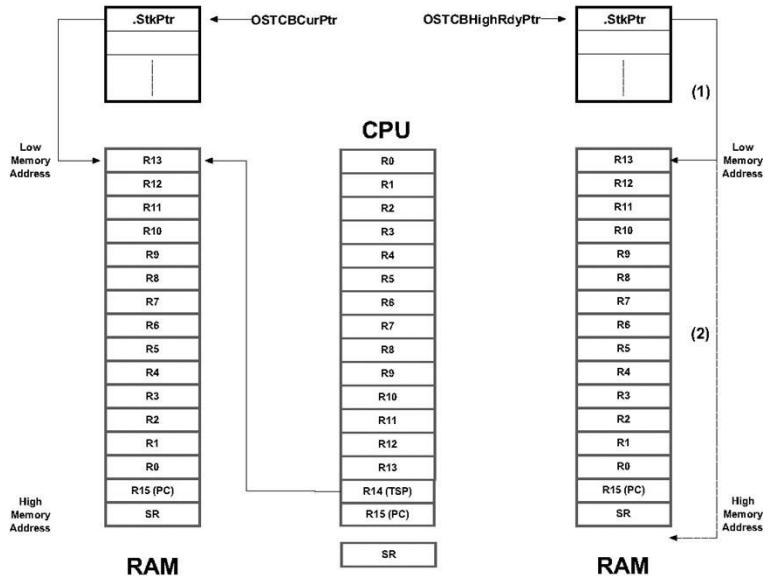 .StkPtr
OSTCBCurPtr
OSTCBHighRdyPtr
.StkPtr
(1)
CPU
Low
Memory
Address
R13
R12
R11
R10
R9
R8
R7
R6
R5
R4
R3
R2
R1
R0
R15 (PC)
SR
High
Memory
Address
RAM
R0
R1
R2
R3
R4
R5
R6
R7
R8
R9
R10
R11
R12
R13
R14 (TSP)
R15 (PC)
SR
R13
R12
R11
R10
R9
R8
R7
R6
R5
R4
R3
R2
R1
R0
R15 (PC)
SR
RAM
Low
Memory
Address
(2)
High
Memory
Address